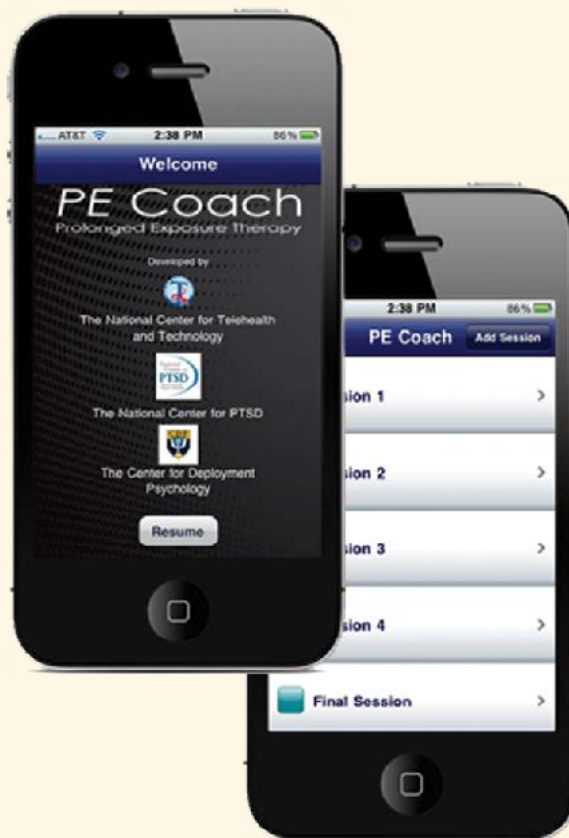 AT&T 2:38 PM 86%
Welcome
PE Coach
Prolonged Exposure Therapy
Developed by
The National Center for Telehealth
and Technology
PTSD
The National Center for PTSD
The Center for Deployment
Psychology
Resume
2:38 PM 86%
PE Coach Add Session
sion 1
sion 2
sion 3
sion 4
Final Session